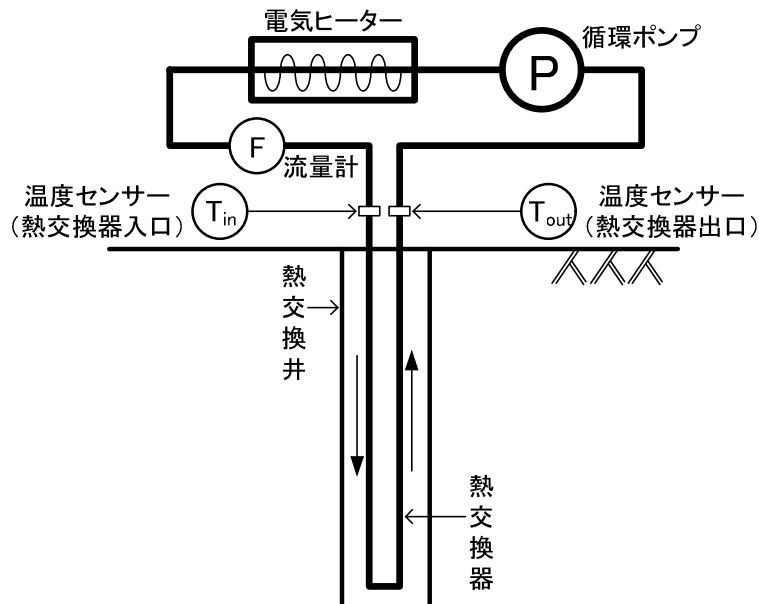 電気ヒーター
循環ポンプ
P
F
流量計
温度センサー
（熱交換器入口）
Tin
Tout
温度センサー
（熱交換器出口）
熱交換井
熱交換器